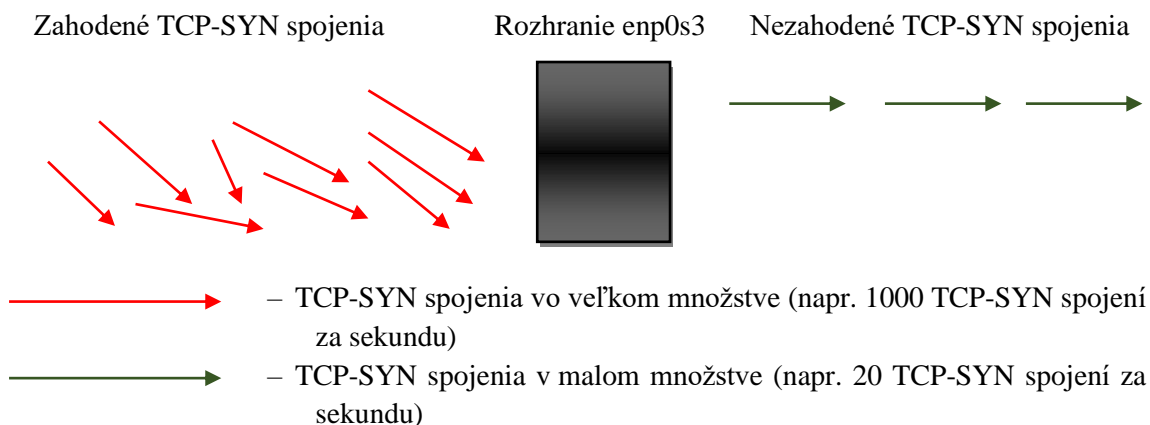 Zahodené TCP-SYN spojenia
Rozhranie enp0s3
Nezahodené TCP-SYN spojenia
– TCP-SYN spojenia vo veľkom množstve (napr. 1000 TCP-SYN spojení
za sekundu)
– TCP-SYN spojenia v malom množstve (napr. 20 TCP-SYN spojení za
sekundu)